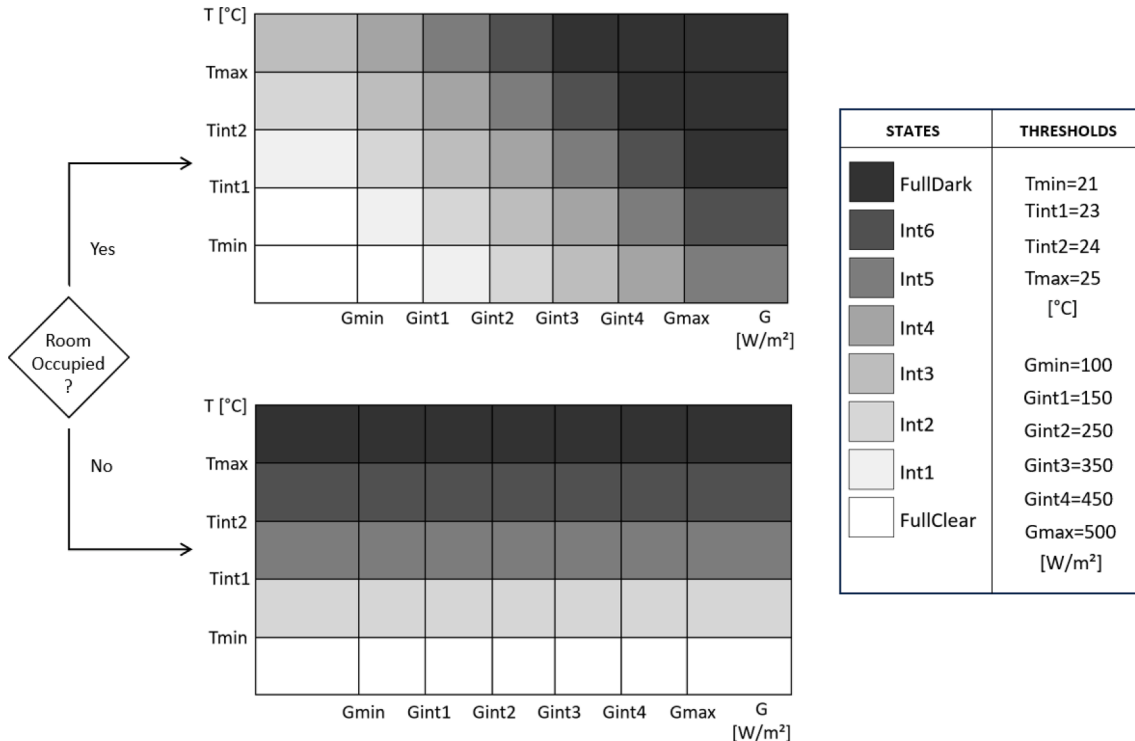 T [°C]
Tmax
Tint2
Tint1
Tmin
Gmin Gint1 Gint2 Gint3 Gint4 Gmax G
[W/m²]
Yes
Room
Occupied
?
No
T [°C]
Tmax
Tint2
Tint1
Tmin
Gmin Gint1 Gint2 Gint3 Gint4 Gmax G
[W/m²]
STATES THRESHOLDS
FullDark
Int6
Int5
Int4
Int3
Int2
Int1
FullClear
Tmin=21
Tint1=23
Tint2=24
Tmax=25
[°C]
Gmin=100
Gint1=150
Gint2=250
Gint3=350
Gint4=450
Gmax=500
[W/m²]